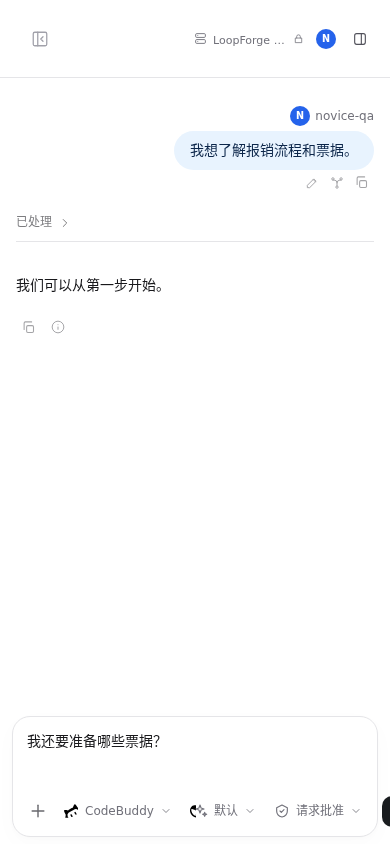 LoopForge ...
N
N novice-qa
我想了解报销流程和票据。
已处理
我们可以从第一步开始。
我还要准备哪些票据？
CodeBuddy 默认 请求批准